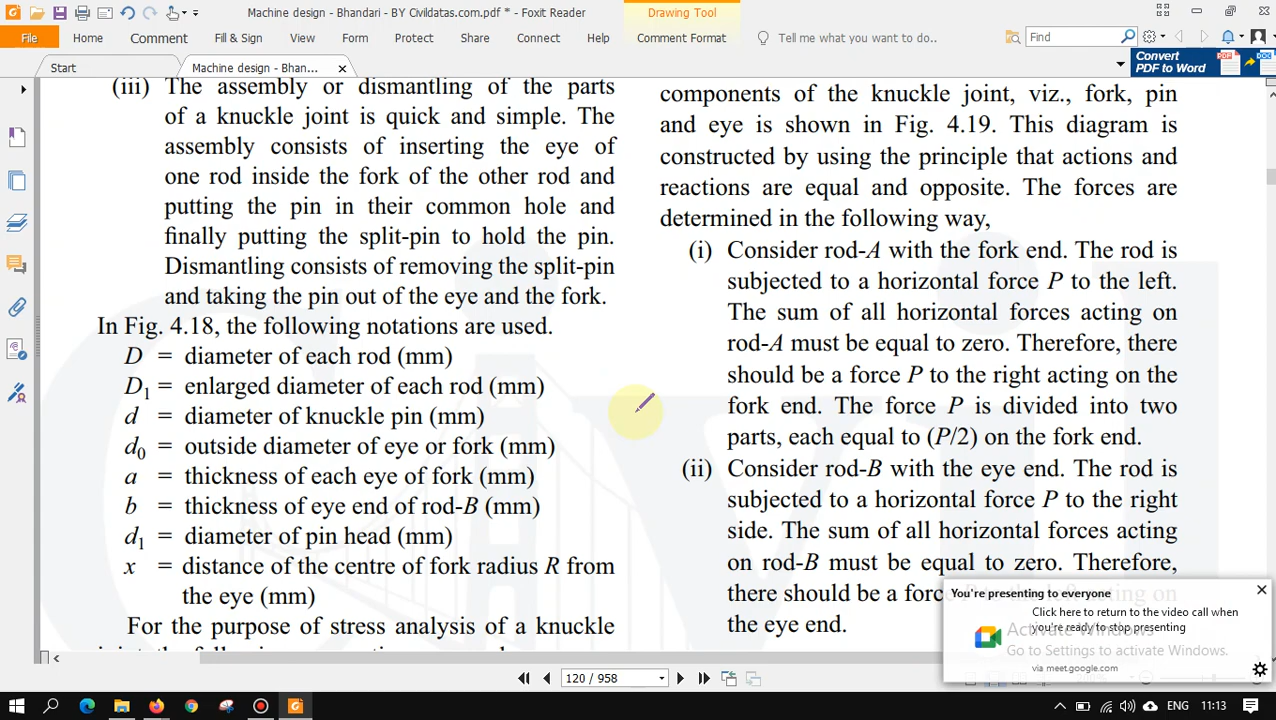 Machine design - Bhandari - BY Civildatas.com.pdf * - Foxit Reader
Drawing Tool
File
Home
Comment
Fill & Sign
View
Form
Protect
Share
Connect
Help
Comment Format
Tell me what you want to do..
Find
Start
Machine design - Bhan...
Convert
PDF to Word
(iii) The assembly or dismantling of the parts
of a knuckle joint is quick and simple. The
assembly consists of inserting the eye of
one rod inside the fork of the other rod and
putting the pin in their common hole and
finally putting the split-pin to hold the pin.
Dismantling consists of removing the split-pin
and taking the pin out of the eye and the fork.
In Fig. 4.18, the following notations are used.
D = diameter of each rod (mm)
D1 = enlarged diameter of each rod (mm)
d = diameter of knuckle pin (mm)
d0 = outside diameter of eye or fork (mm)
a = thickness of each eye of fork (mm)
b = thickness of eye end of rod-B (mm)
d1 = diameter of pin head (mm)
x = distance of the centre of fork radius R from
the eye (mm)
For the purpose of stress analysis of a knuckle
components of the knuckle joint, viz., fork, pin
and eye is shown in Fig. 4.19. This diagram is
constructed by using the principle that actions and
reactions are equal and opposite. The forces are
determined in the following way,
(i) Consider rod-A with the fork end. The rod is
subjected to a horizontal force P to the left.
The sum of all horizontal forces acting on
rod-A must be equal to zero. Therefore, there
should be a force P to the right acting on the
fork end. The force P is divided into two
parts, each equal to (P/2) on the fork end.
(ii) Consider rod-B with the eye end. The rod is
subjected to a horizontal force P to the right
side. The sum of all horizontal forces acting
on rod-B must be equal to zero. Therefore,
there should be a force
the eye end.
You're presenting to everyone
Click here to return to the video call when
you're ready to stop presenting
via meet.google.com
Activate Windows
Go to Settings to activate Windows.
120 / 958
ENG
11:13